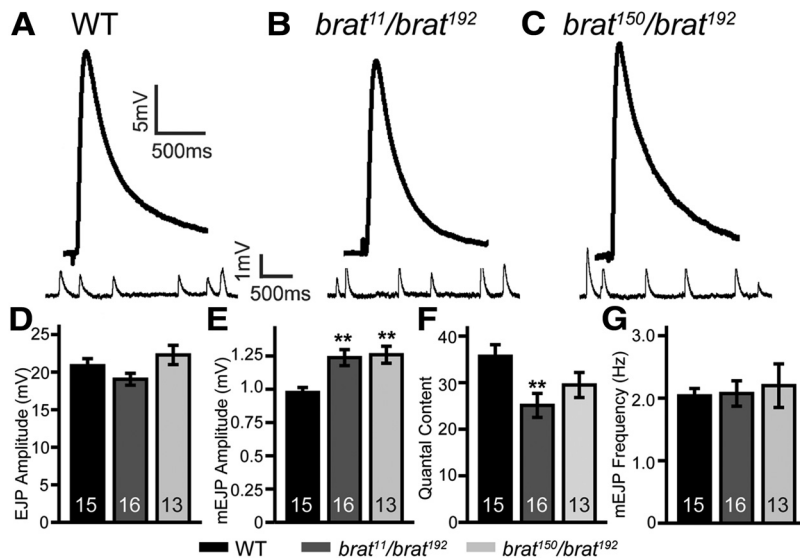 A WT
B brat11/brat192
C brat150/brat192
5mV
500ms
1mV
500ms
D
EJP Amplitude (mV)
25
20
15
10
5
0
15 16 13
E
mEJP Amplitude (mV)
1.25
1.0
0.75
0.5
0.25
0
** **
15 16 13
F
Quantal Content
40
30
20
10
0
**
15 16 13
G
mEJP Frequency (Hz)
3.0
2.0
1.0
0
15 16 13
WT brat11/brat192 brat150/brat192